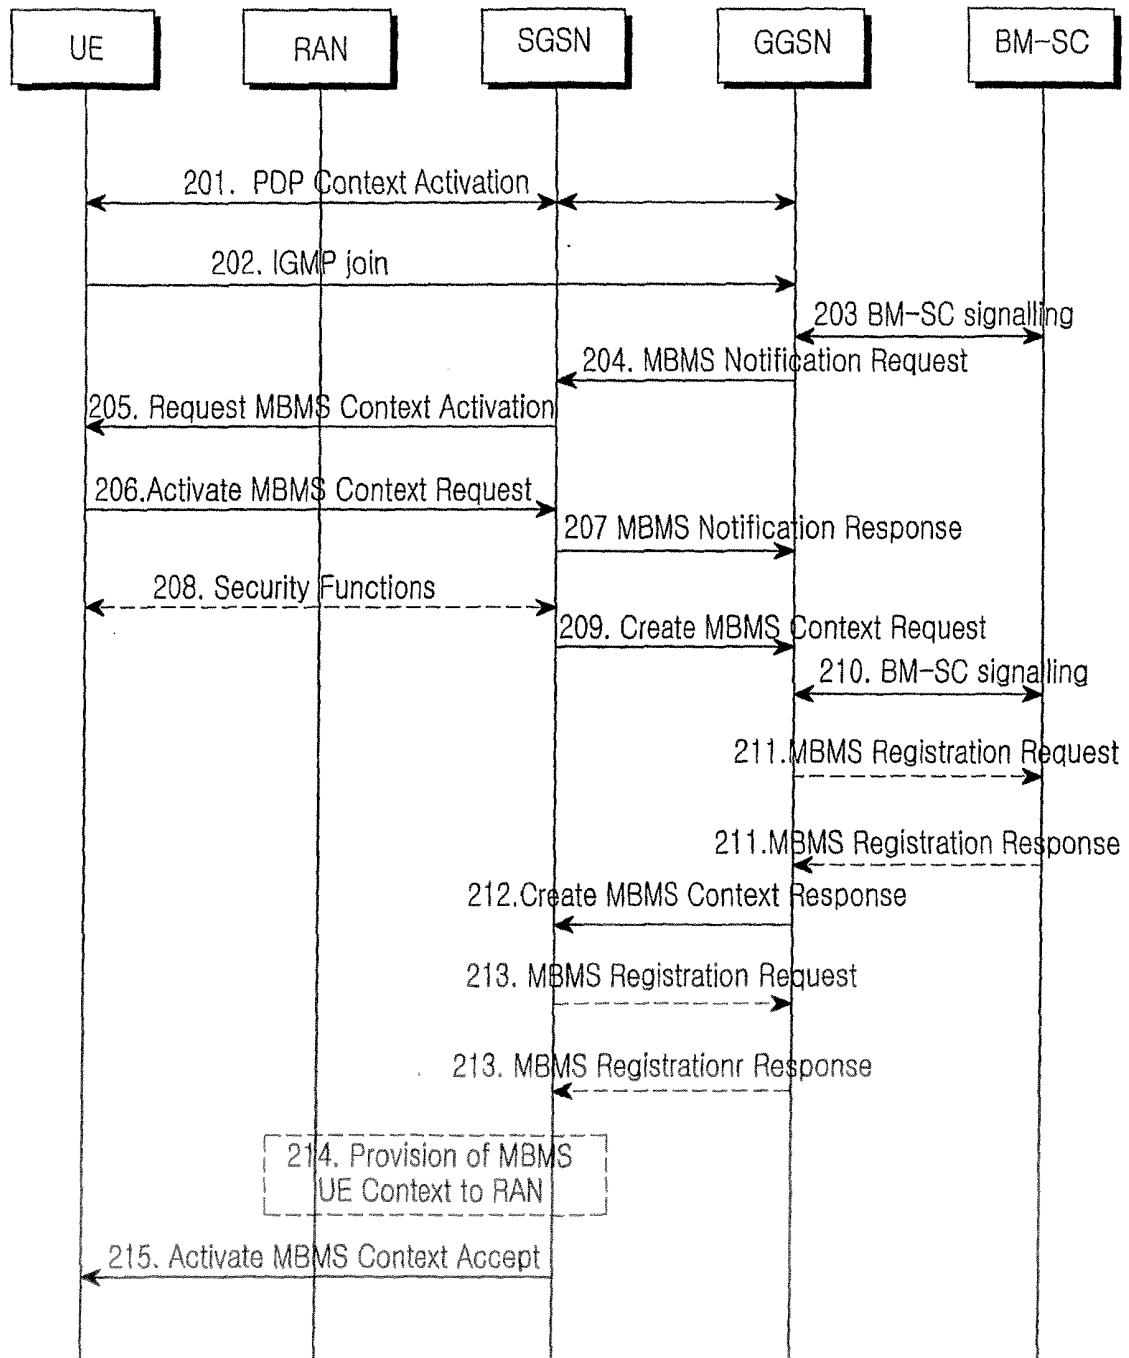 UE
RAN
SGSN
GGSN
BM-SC
201. PDP Context Activation
202. IGMP join
203 BM-SC signalling
204. MBMS Notification Request
205. Request MBMS Context Activation
206.Activate MBMS Context Request
207 MBMS Notification Response
208. Security Functions
209. Create MBMS Context Request
210. BM-SC signalling
211.MBMS Registration Request
211.MBMS Registration Response
212.Create MBMS Context Response
213. MBMS Registration Request
213. MBMS Registrationr Response
214. Provision of MBMS
UE Context to RAN
215. Activate MBMS Context Accept